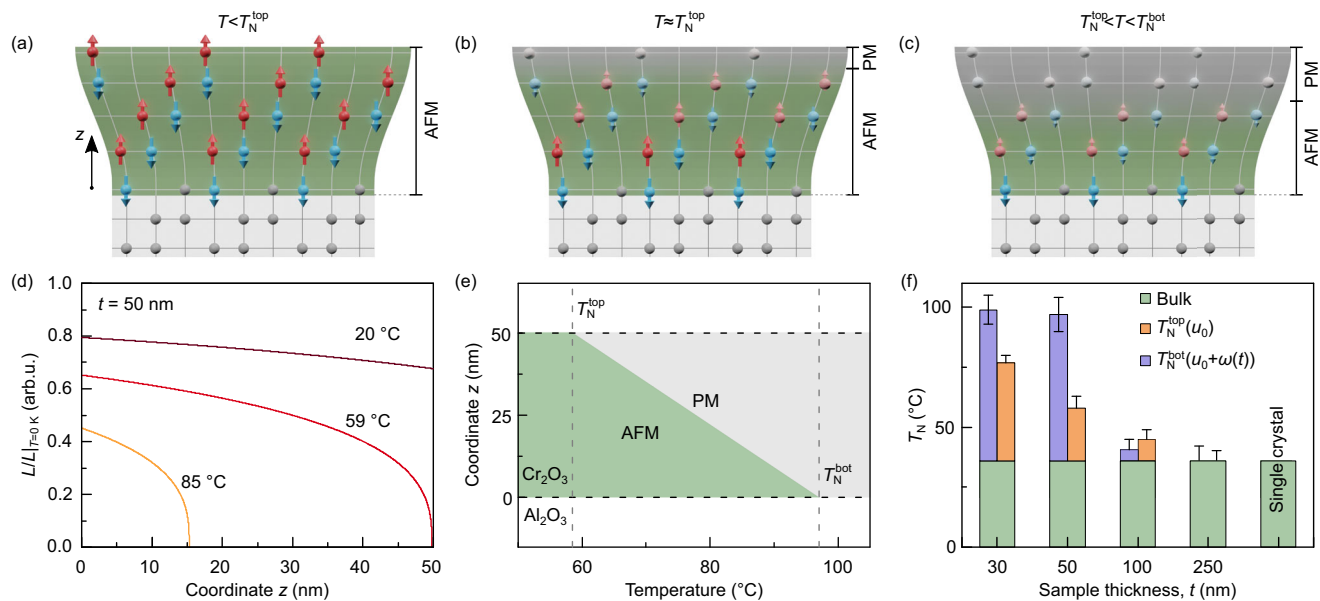 (a)
T<T_N^top
z
AFM
(b)
T≈T_N^top
PM
AFM
(c)
T_N^top<T<T_N^bot
PM
AFM
(d)
t = 50 nm
20 °C
59 °C
85 °C
L/L|_{T=0 K} (arb.u.)
1.0
0.8
0.6
0.4
0.2
0.0
0 10 20 30 40 50
Coordinate z (nm)
(e)
T_N^top
Coordinate z (nm)
50
25
0
PM
AFM
T_N^bot
Cr₂O₃
Al₂O₃
60 80 100
Temperature (°C)
(f)
T_N (°C)
100
50
0
Bulk
T_N^top(u₀)
T_N^bot(u₀+ω(t))
Single crystal
30 50 100 250
Sample thickness, t (nm)